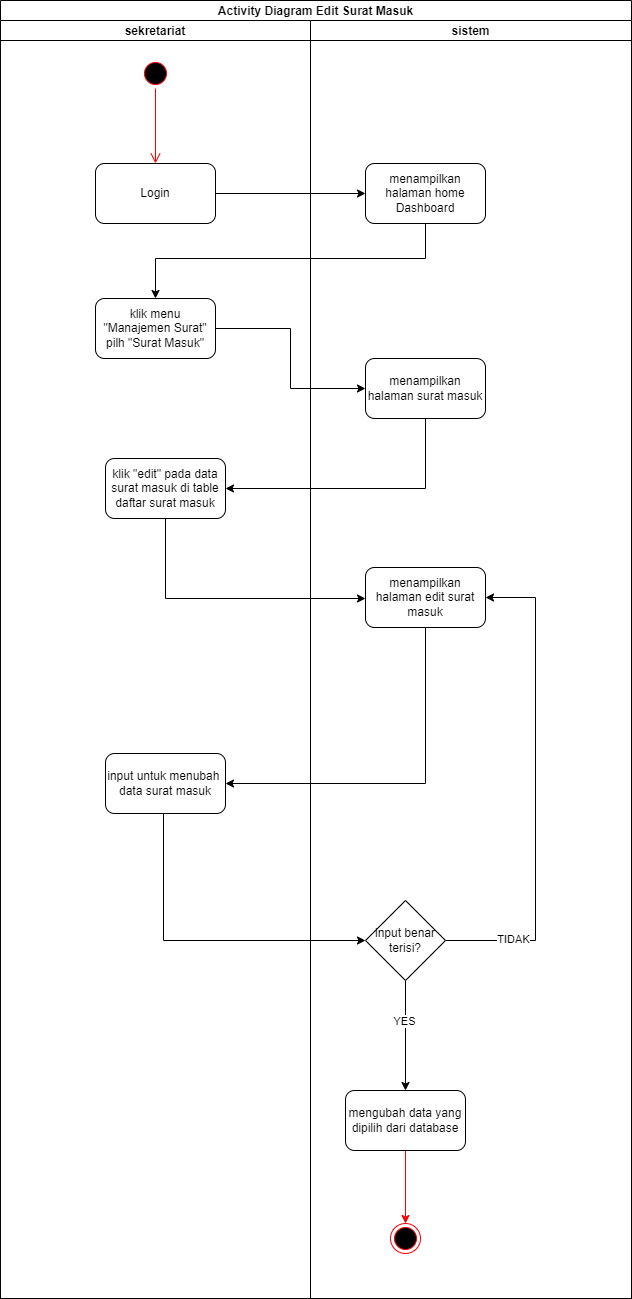 Activity Diagram Edit Surat Masuk
sekretariat
sistem
Login
menampilkan
halaman home
Dashboard
klik menu
"Manajemen Surat"
pilh "Surat Masuk"
menampilkan
halaman surat masuk
klik "edit" pada data
surat masuk di table
daftar surat masuk
menampilkan
halaman edit surat
masuk
input untuk menubah
data surat masuk
input benar
terisi?
TIDAK
YES
mengubah data yang
dipilih dari database